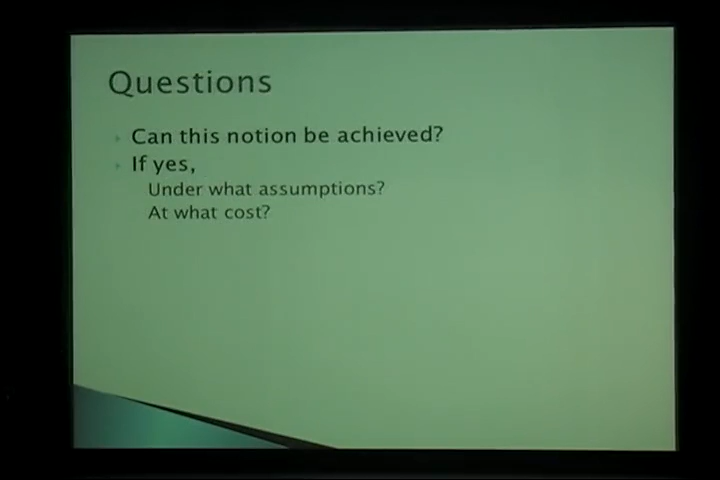 Questions
Can this notion be achieved?
If yes,
Under what assumptions?
At what cost?